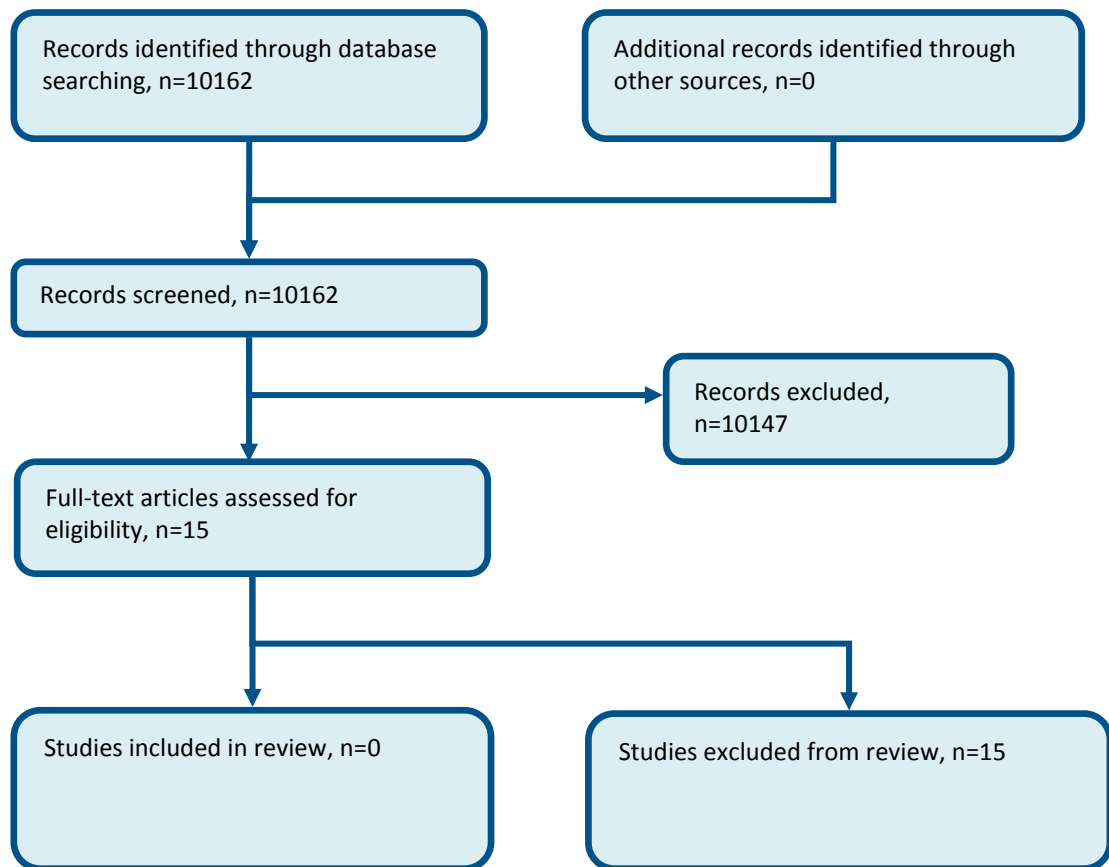 Records identified through database
searching, n=10162
Additional records identified through
other sources, n=0
Records screened, n=10162
Records excluded,
n=10147
Full-text articles assessed for
eligibility, n=15
Studies included in review, n=0
Studies excluded from review, n=15